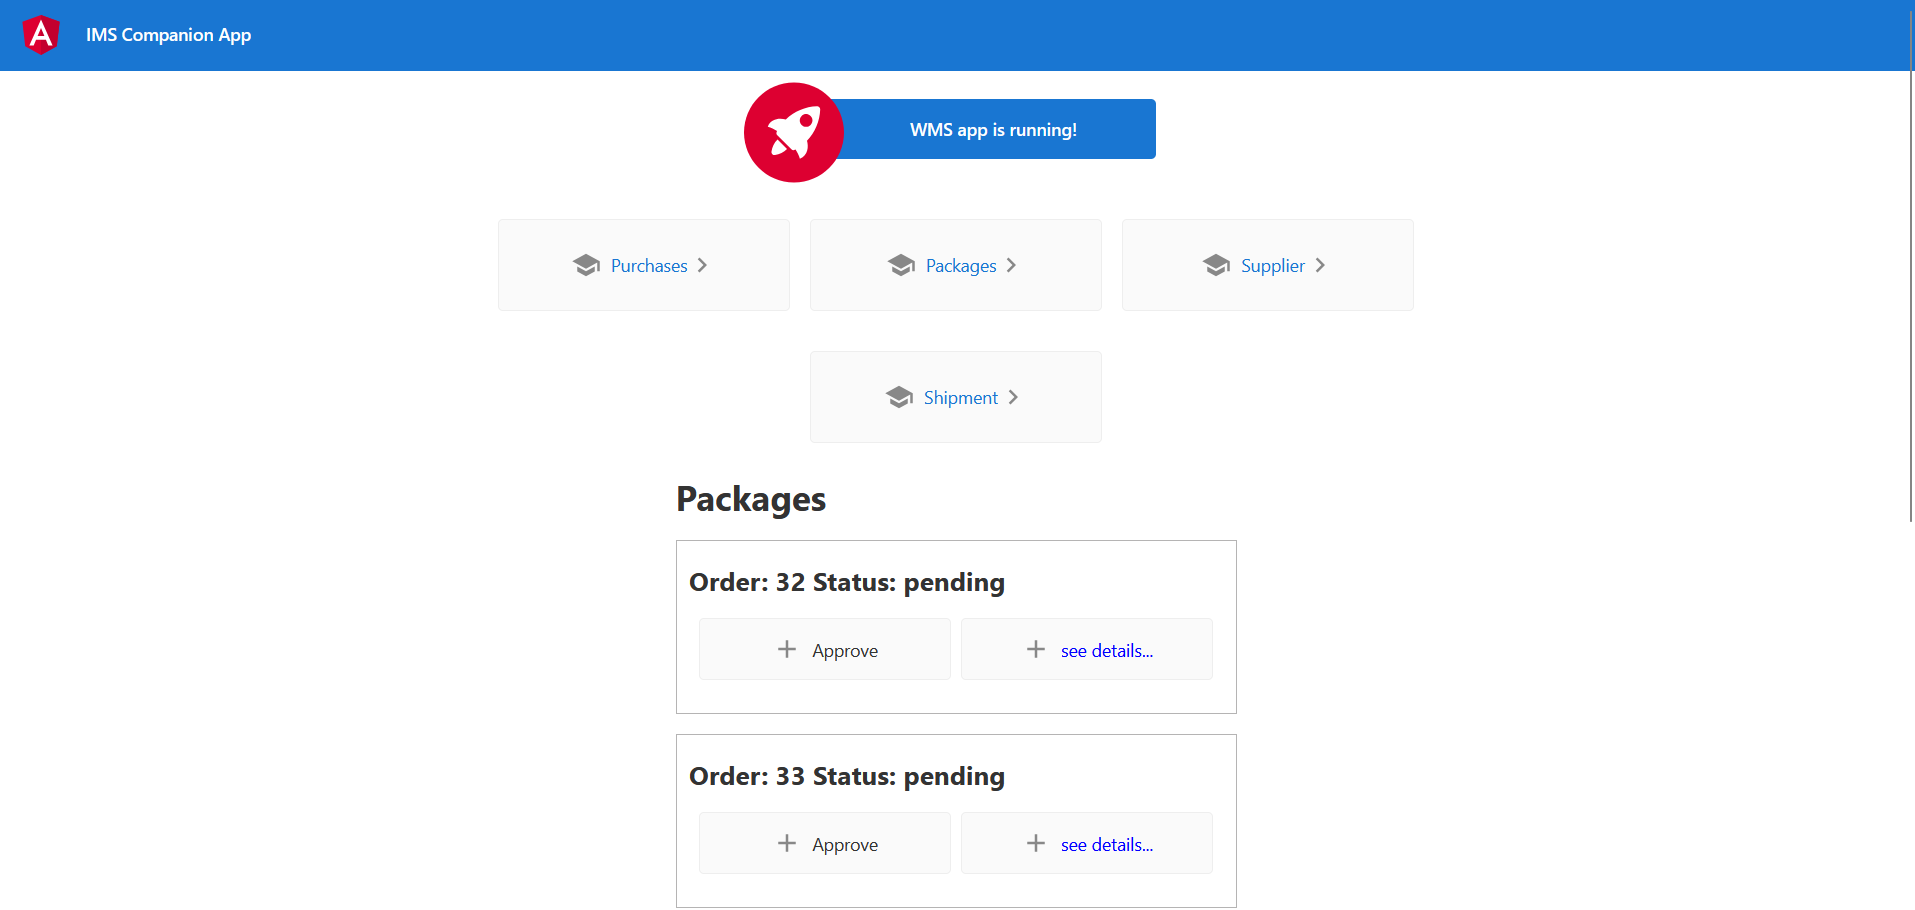 IMS Companion App
WMS app is running!
Purchases
Packages
Supplier
Shipment
Packages
Order: 32 Status: pending
Approve
see details...
Order: 33 Status: pending
Approve
see details...